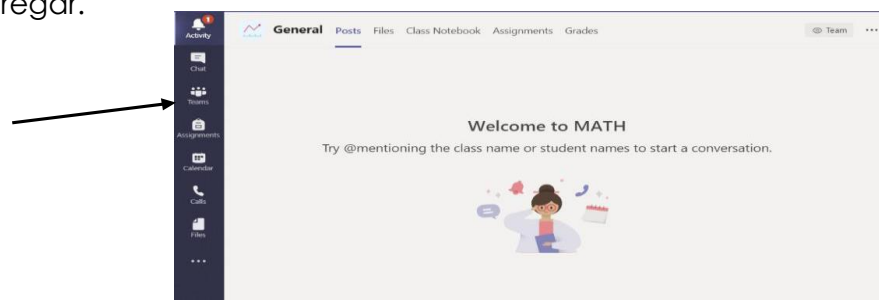 regar.
Activity
Chat
Teams
Assignments
Calendar
Calls
Files
General Posts Files Class Notebook Assignments Grades Team
Welcome to MATH
Try @mentioning the class name or student names to start a conversation.